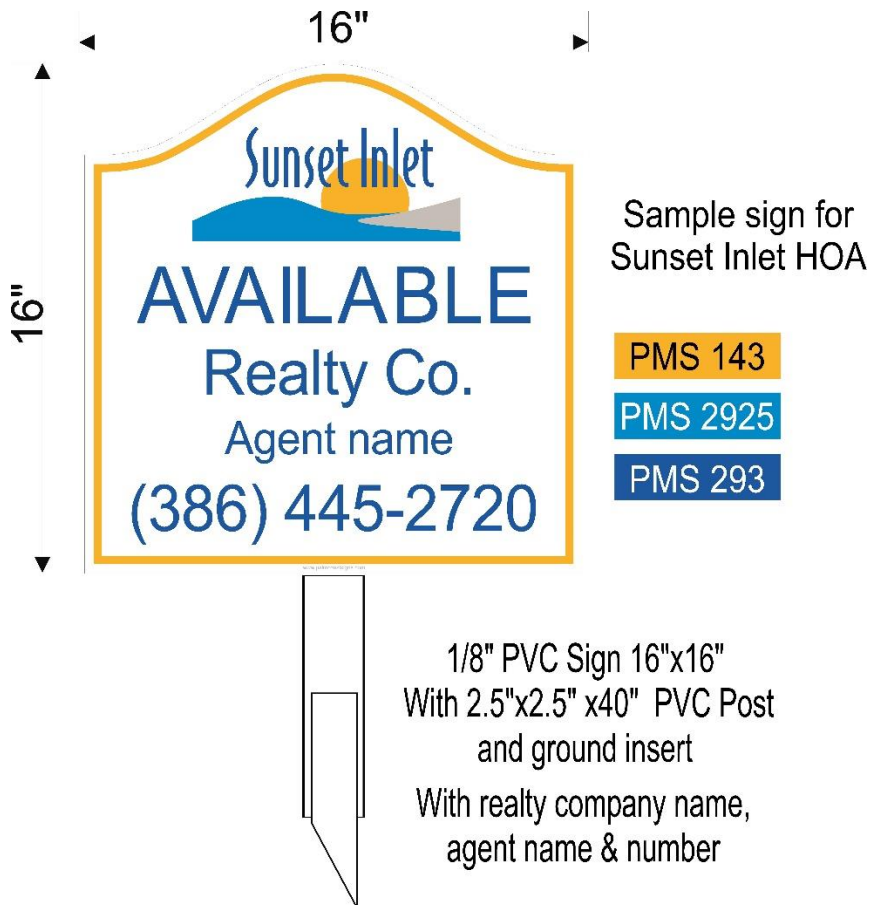 16"
16"
Sunset Inlet
AVAILABLE
Realty Co.
Agent name
(386) 445-2720
Sample sign for
Sunset Inlet HOA
PMS 143
PMS 2925
PMS 293
1/8" PVC Sign 16"x16"
With 2.5"x2.5" x40" PVC Post
and ground insert
With realty company name,
agent name & number